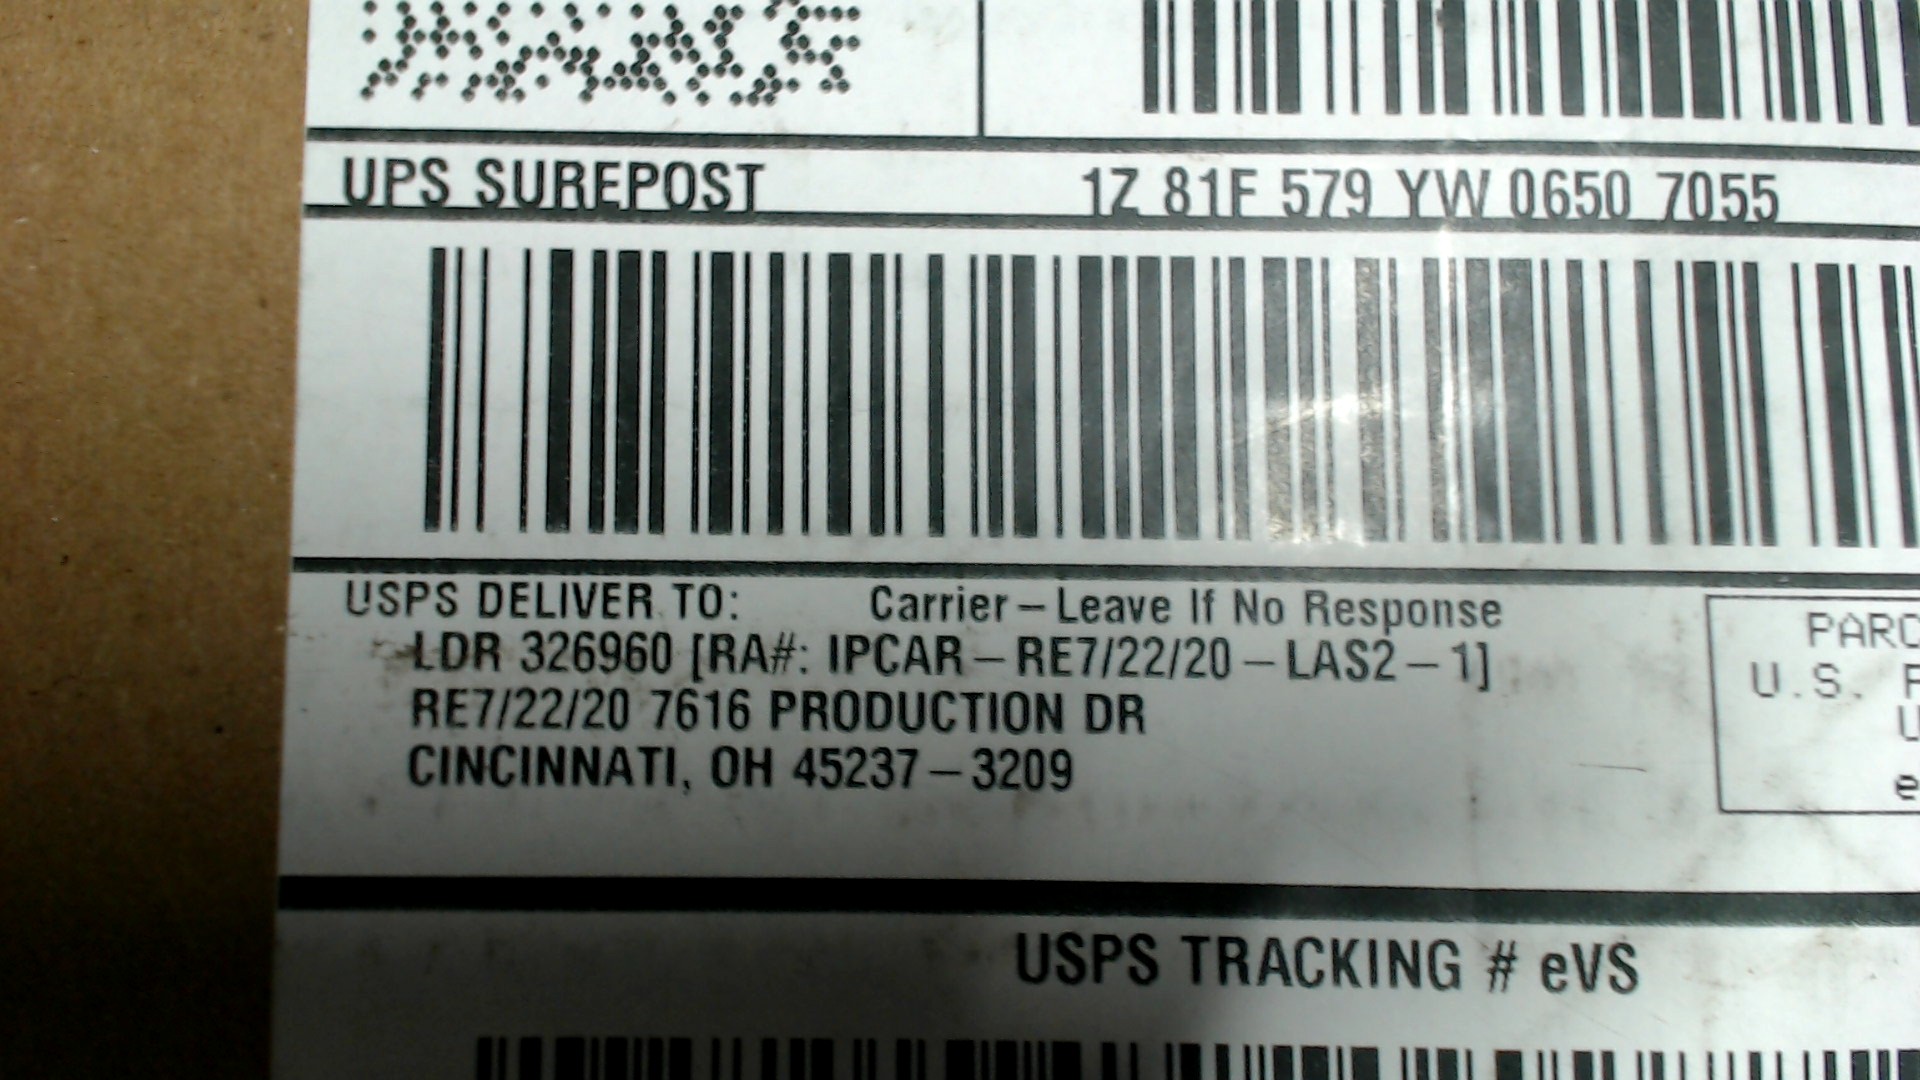 UPS SUREPOST 1Z 81F 579 YW 0650 7055
USPS DELIVER TO: Carrier – Leave If No Response
LDR 326960 [RA#: IPCAR – RE7/22/20 – LAS2 – 1]
RE7/22/20 7616 PRODUCTION DR
CINCINNATI, OH 45237 – 3209
U.S.
USPS TRACKING # eVS